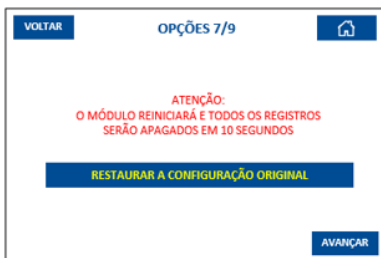 VOLTAR
OPÇÕES 7/9
ATENÇÃO:
O MÓDULO REINICIARÁ E TODOS OS REGISTROS
SERÃO APAGADOS EM 10 SEGUNDOS
RESTAURAR A CONFIGURAÇÃO ORIGINAL
AVANÇAR